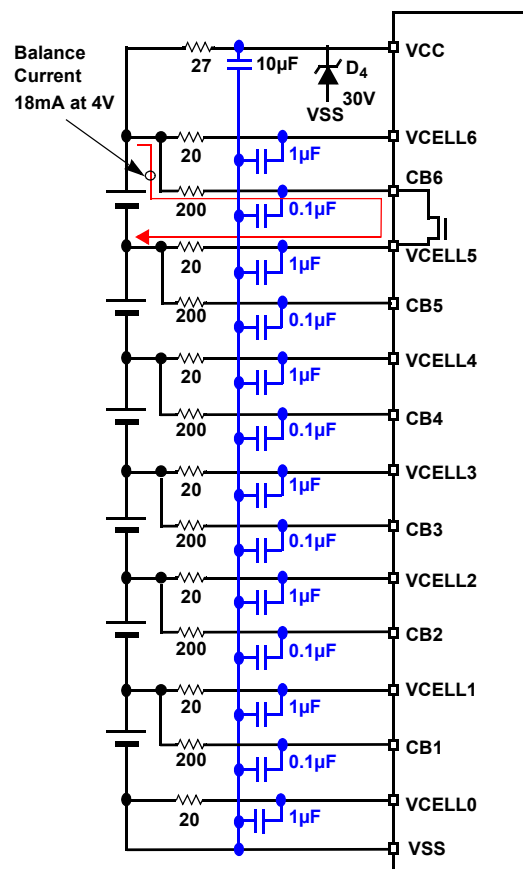 VCC
27
10µF
D4
30V
VSS
Balance
Current
18mA at 4V
VCELL6
20
1µF
CB6
200
0.1µF
VCELL5
20
1µF
CB5
200
0.1µF
VCELL4
20
1µF
CB4
200
0.1µF
VCELL3
20
1µF
CB3
200
0.1µF
VCELL2
20
1µF
CB2
200
0.1µF
VCELL1
20
1µF
CB1
200
0.1µF
VCELL0
20
1µF
VSS